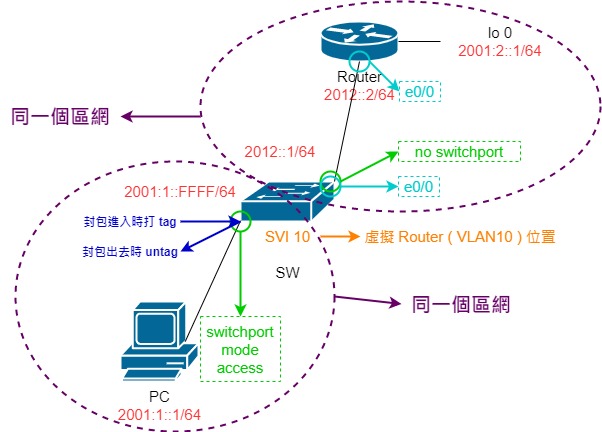 lo 0
2001:2::1/64
Router
2012::2/64
e0/0
同一個區網
2012::1/64
no switchport
2001:1::FFFF/64
e0/0
封包進入時打 tag
封包出去時 untag
SVI 10
虛擬 Router ( VLAN10 ) 位置
SW
同一個區網
switchport
mode
access
PC
2001:1::1/64